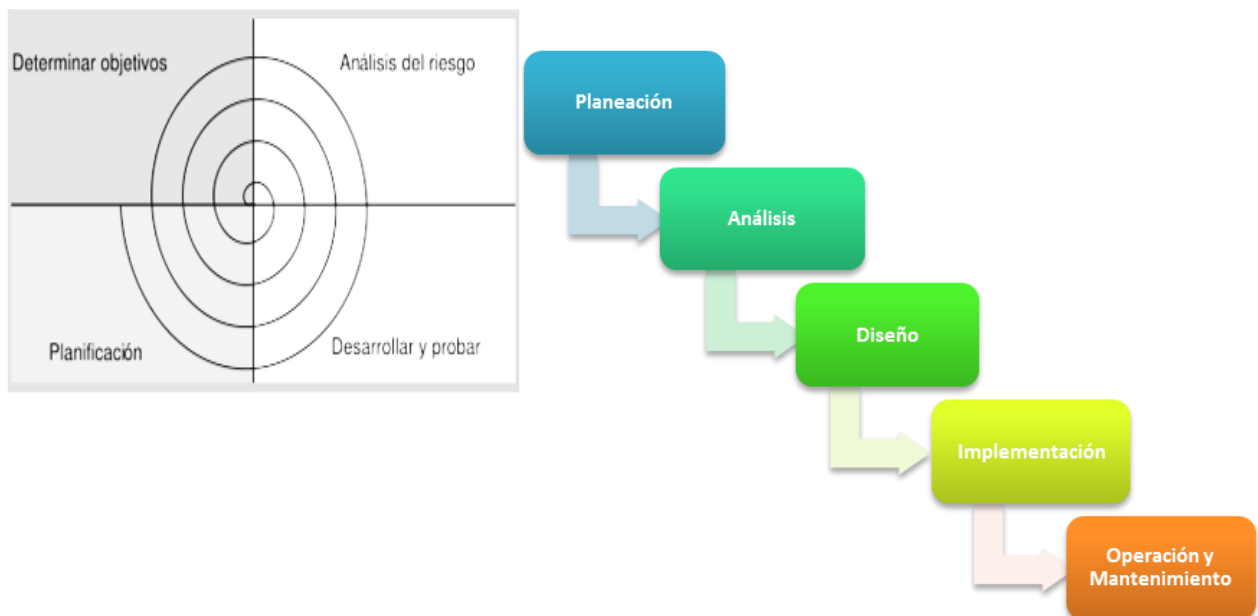 Determinar objetivos
Análisis del riesgo
Planificación
Desarrollar y probar
Planeación
Análisis
Diseño
Implementación
Operación y
Mantenimiento